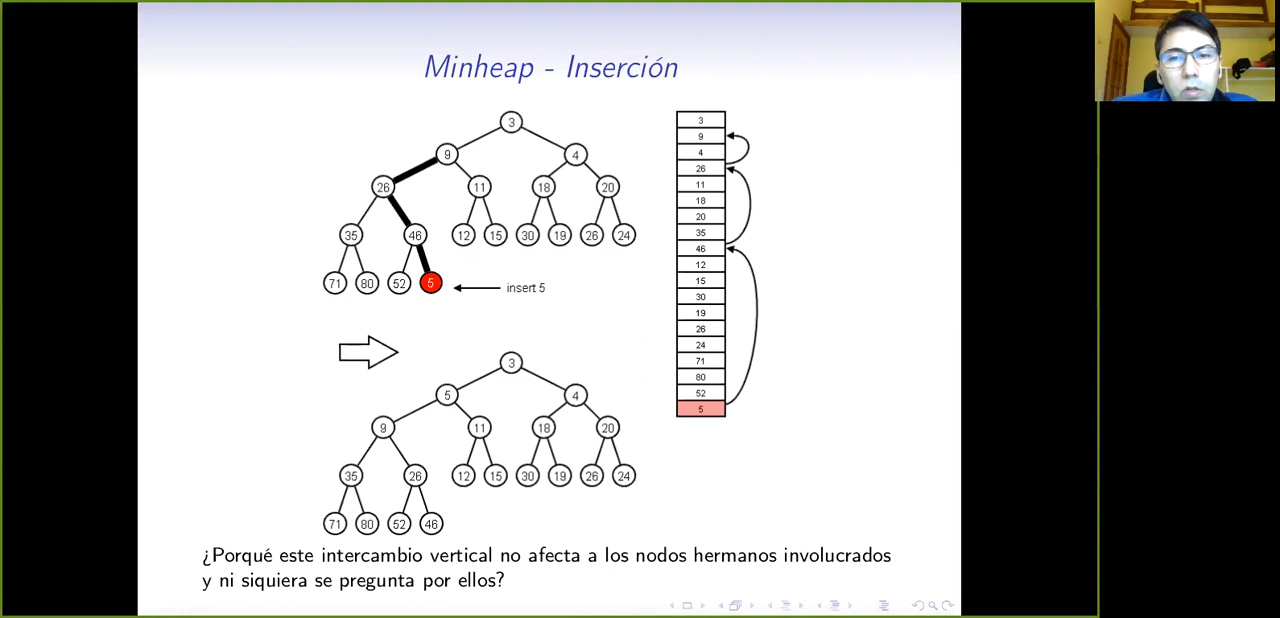 Minheap - Inserción
3
9 4
26 11 18 20
35 46 12 15 30 19 26 24
71 80 52 5
insert 5
3
9
4
26
11
18
20
35
46
12
15
30
19
26
24
71
80
52
5
3
5 4
9 11 18 20
35 26 12 15 30 19 26 24
71 80 52 46
¿Porqué este intercambio vertical no afecta a los nodos hermanos involucrados
y ni siquiera se pregunta por ellos?